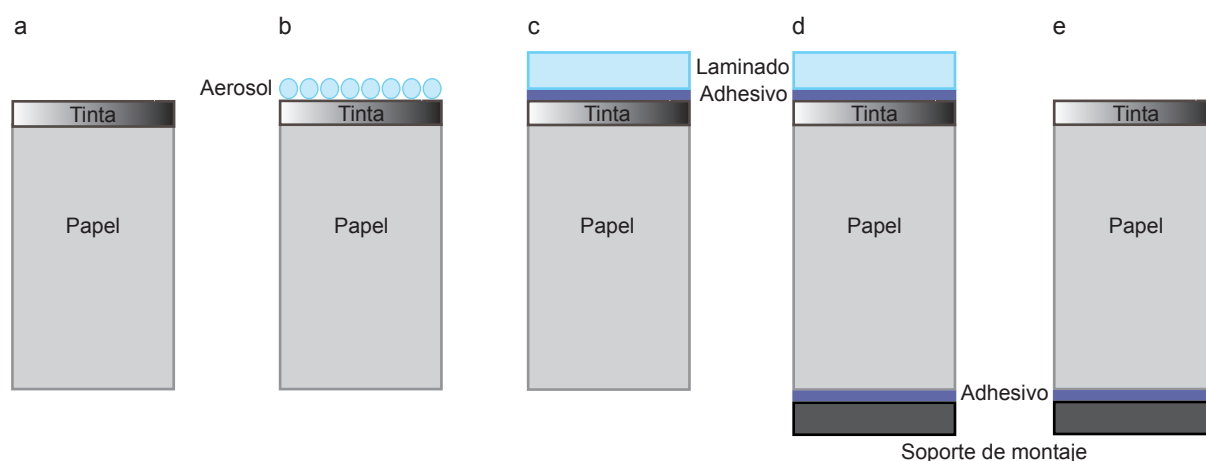 a b c d e
Laminado
Aerosol Adhesivo
Tinta Tinta Tinta Tinta Tinta
Papel Papel Papel Papel Papel
Adhesivo
Soporte de montaje